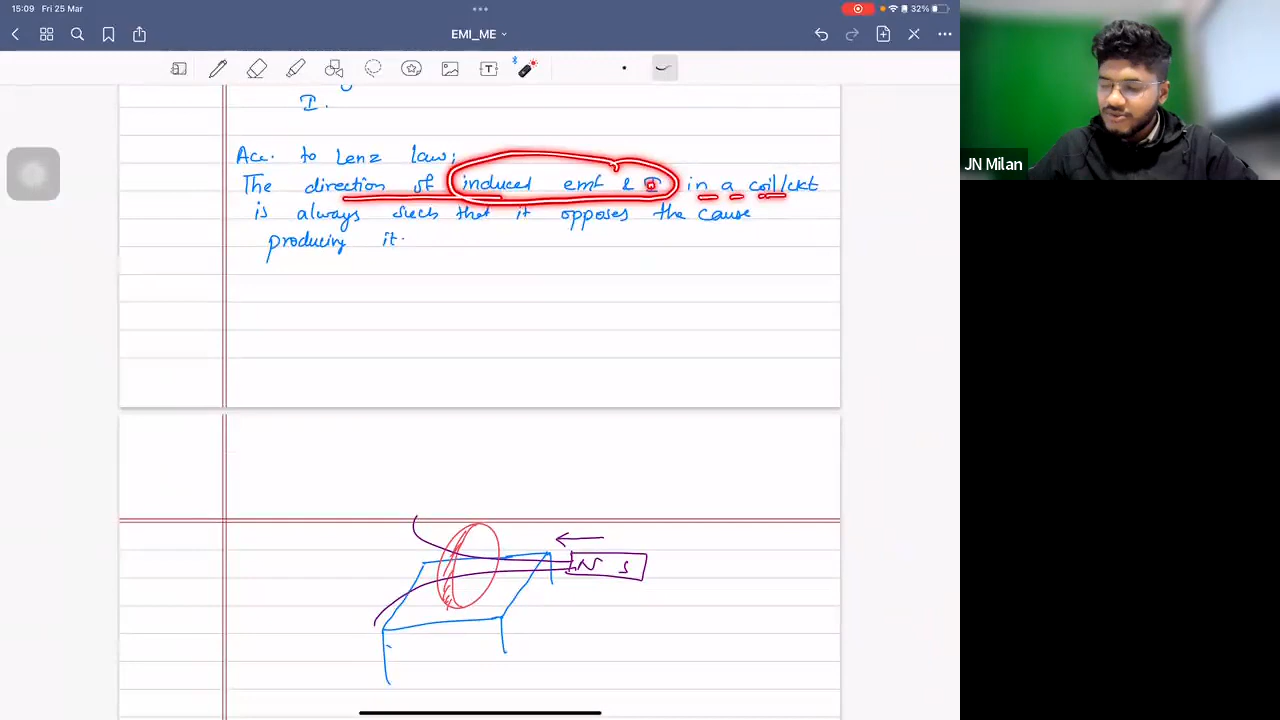 15:09 Fri 25 Mar
32%
EMI_ME
T
I.
Acc. to Lenz law;
The direction of induced emf & I in a coil/ckt
is always such that it opposes the cause
producing it.
N S
JN Milan